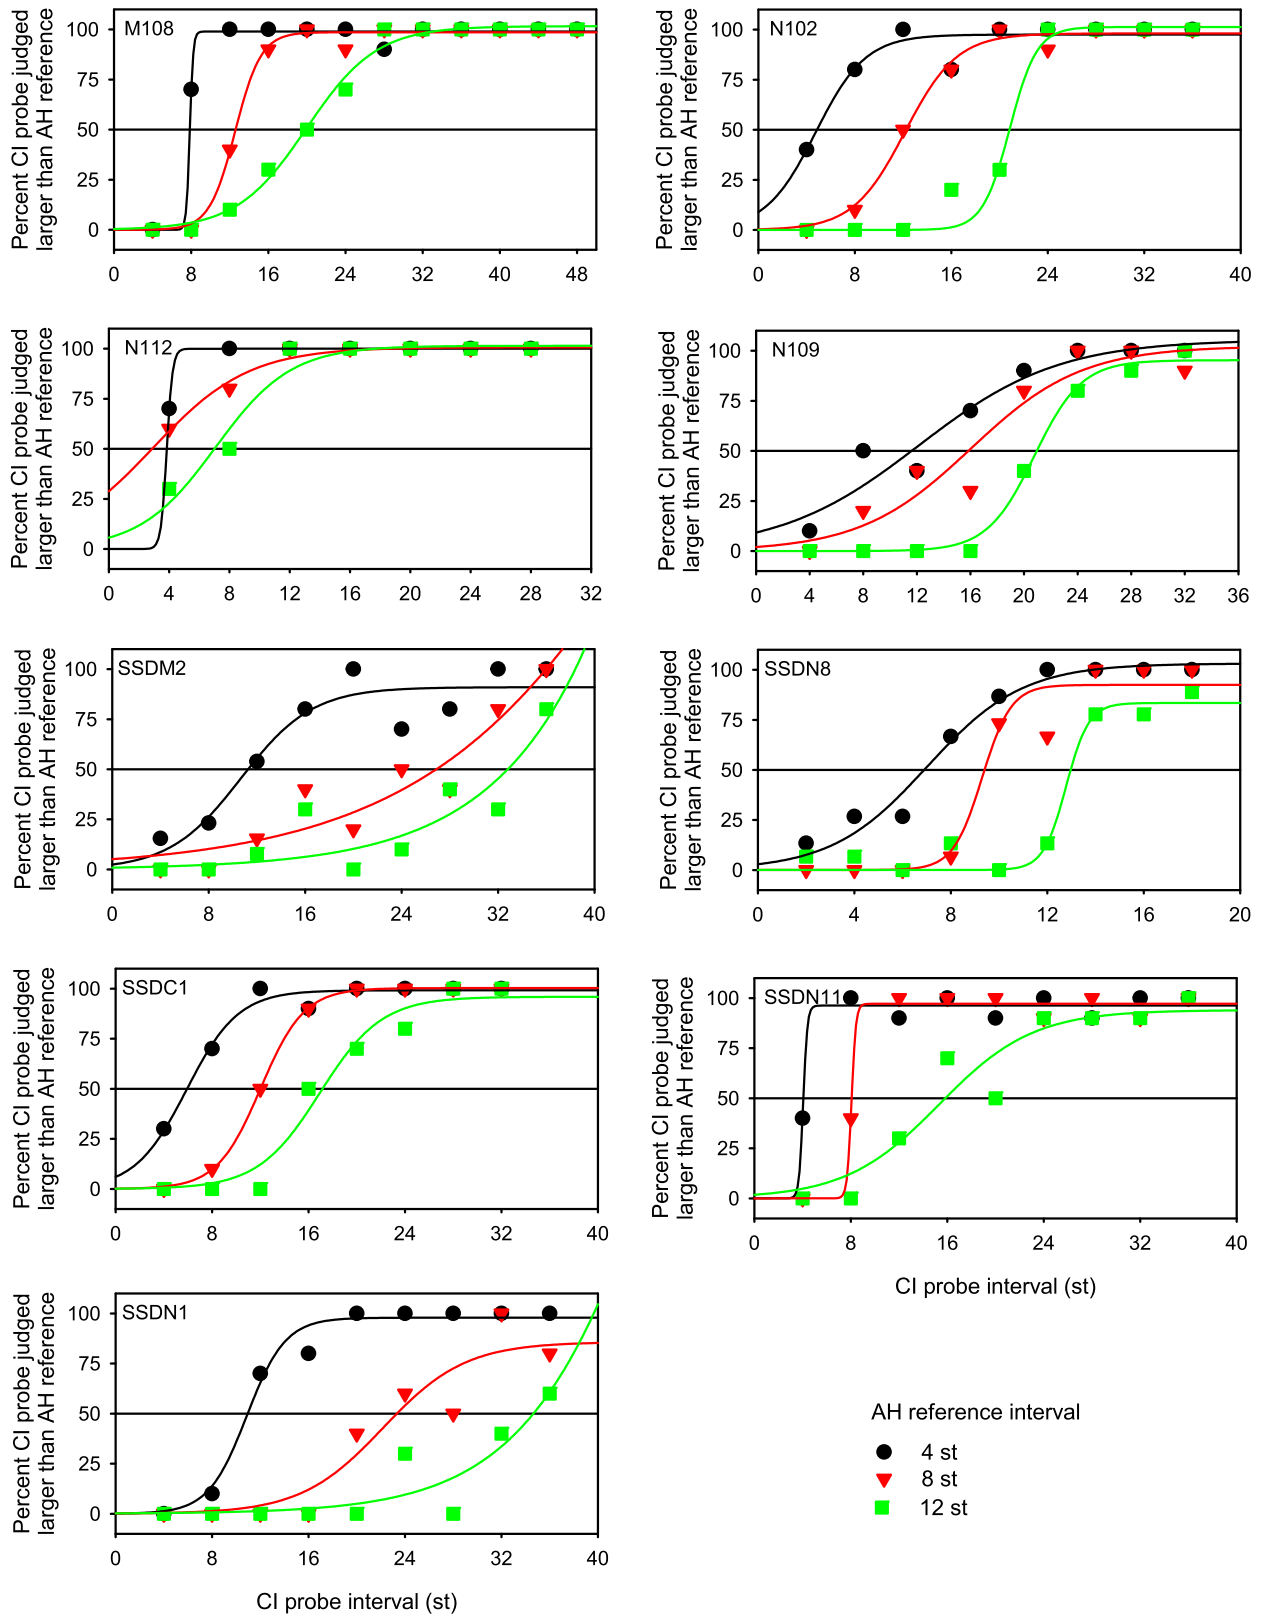 M108
Percent CI probe judged
larger than AH reference
100
75
50
25
0
0 8 16 24 32 40 48
N102
Percent CI probe judged
larger than AH reference
100
75
50
25
0
0 8 16 24 32 40
N112
Percent CI probe judged
larger than AH reference
100
75
50
25
0
0 4 8 12 16 20 24 28 32
N109
Percent CI probe judged
larger than AH reference
100
75
50
25
0
0 4 8 12 16 20 24 28 32 36
SSDM2
Percent CI probe judged
larger than AH reference
100
75
50
25
0
0 8 16 24 32 40
SSDN8
Percent CI probe judged
larger than AH reference
100
75
50
25
0
0 4 8 12 16 20
SSDC1
Percent CI probe judged
larger than AH reference
100
75
50
25
0
0 8 16 24 32 40
SSDN11
Percent CI probe judged
larger than AH reference
100
75
50
25
0
0 8 16 24 32 40
CI probe interval (st)
SSDN1
Percent CI probe judged
larger than AH reference
100
75
50
25
0
0 8 16 24 32 40
CI probe interval (st)
AH reference interval
4 st
8 st
12 st